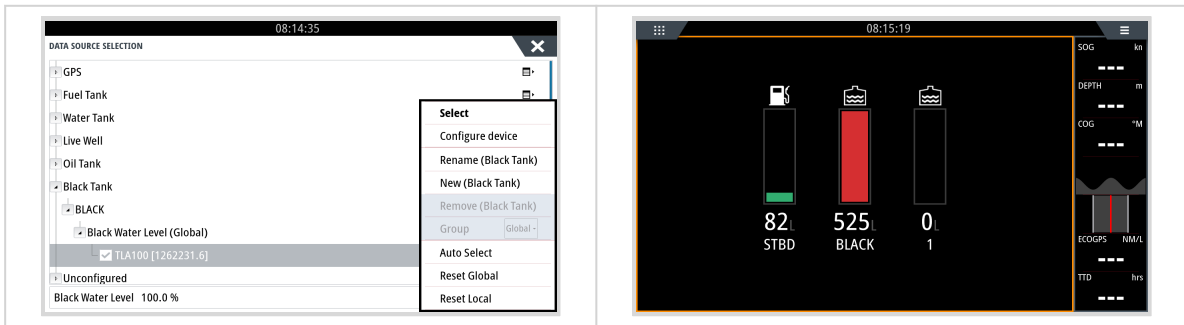 08:14:35
DATA SOURCE SELECTION
GPS
Fuel Tank
Water Tank
Live Well
Oil Tank
Black Tank
BLACK
Black Water Level (Global)
TLA100 [1262231.6]
Unconfigured
Black Water Level 100.0 %
Select
Configure device
Rename (Black Tank)
New (Black Tank)
Remove (Black Tank)
Group Global
Auto Select
Reset Global
Reset Local
08:15:19
82 L
STBD
525 L
BLACK
0 L
1
SOG kn
---
DEPTH m
---
COG °M
---
ECOGPS NM/L
---
TTD hrs
---